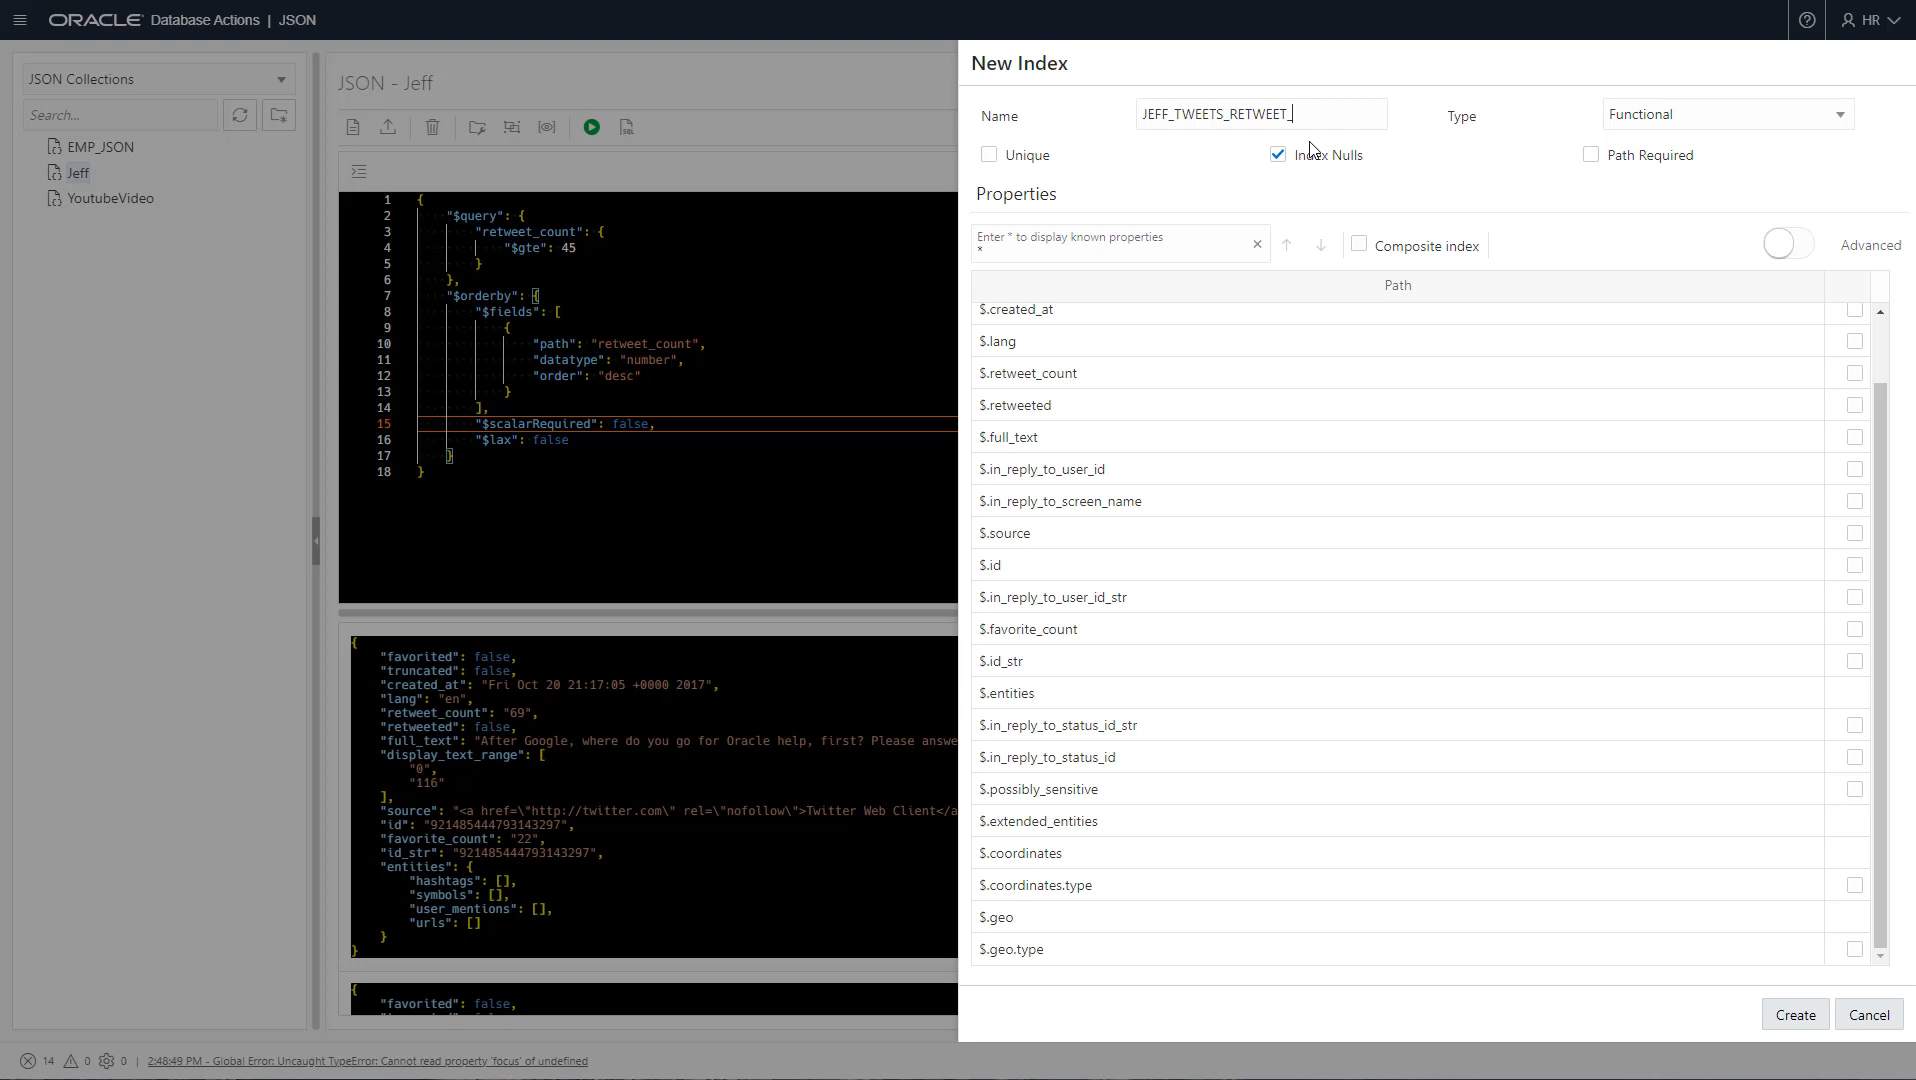 ORACLE Database Actions | JSON
HR
JSON Collections
Search...
EMP_JSON
Jeff
YoutubeVideo
JSON - Jeff
1 {
2 "$query": {
3 "retweet_count": {
4 "$gte": 45
5 }
6 },
7 "$orderby": {
8 "$fields": [
9 {
10 "path": "retweet_count",
11 "datatype": "number",
12 "order": "desc"
13 }
14 ],
15 "$scalarRequired": false,
16 "$lax": false
17 }
18 }
{
"favorited": false,
"truncated": false,
"created_at": "Fri Oct 20 21:17:05 +0000 2017",
"lang": "en",
"retweet_count": "69",
"retweeted": false,
"full_text": "After Google, where do you go for Oracle help, first? Please answe
"display_text_range": [
"0",
"116"
],
"source": "<a href=\"http://twitter.com\" rel=\"nofollow\">Twitter Web Client</a
"id": "921485444793143297",
"favorite_count": "22",
"id_str": "921485444793143297",
"entities": {
"hashtags": [],
"symbols": [],
"user_mentions": [],
"urls": []
}
}
{
"favorited": false,
New Index
Name JEFF_TWEETS_RETWEET_ Type Functional
Unique Index Nulls Path Required
Properties
Enter * to display known properties
*
Composite index Advanced
Path
$.created_at
$.lang
$.retweet_count
$.retweeted
$.full_text
$.in_reply_to_user_id
$.in_reply_to_screen_name
$.source
$.id
$.in_reply_to_user_id_str
$.favorite_count
$.id_str
$.entities
$.in_reply_to_status_id_str
$.in_reply_to_status_id
$.possibly_sensitive
$.extended_entities
$.coordinates
$.coordinates.type
$.geo
$.geo.type
Create Cancel
14 0 0 | 2:48:49 PM - Global Error: Uncaught TypeError: Cannot read property 'focus' of undefined